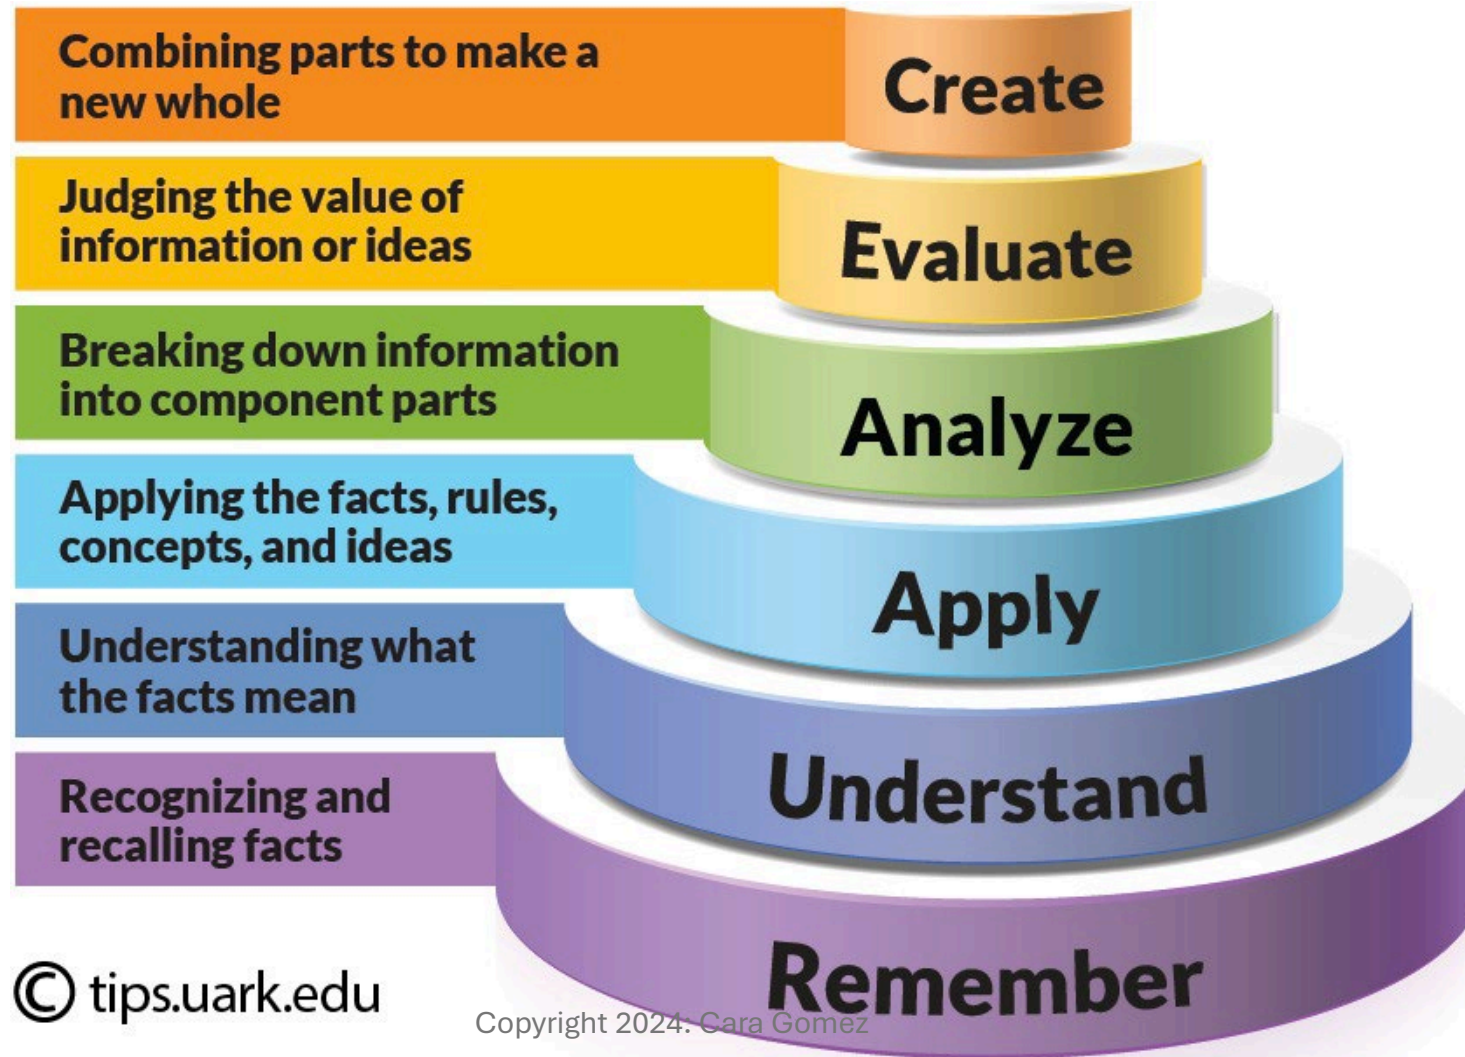 Combining parts to make a
new whole
Create
Judging the value of
information or ideas
Evaluate
Breaking down information
into component parts
Analyze
Applying the facts, rules,
concepts, and ideas
Apply
Understanding what
the facts mean
Understand
Recognizing and
recalling facts
Remember
© tips.uark.edu
Copyright 2024: Cara Gomez